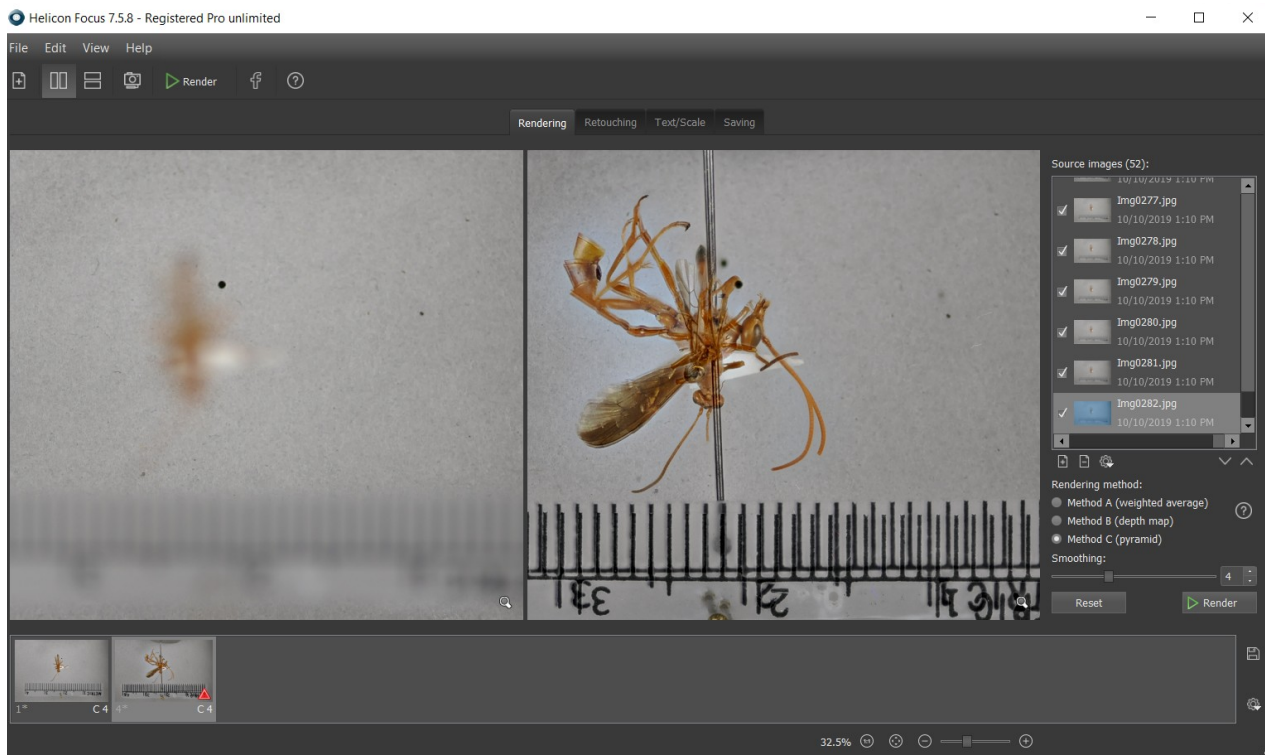 Helicon Focus 7.5.8 - Registered Pro unlimited
File Edit View Help
Render
Rendering Retouching Text/Scale Saving
Source images (52):
10/10/2019 1:10 PM
Img0277.jpg
10/10/2019 1:10 PM
Img0278.jpg
10/10/2019 1:10 PM
Img0279.jpg
10/10/2019 1:10 PM
Img0280.jpg
10/10/2019 1:10 PM
Img0281.jpg
10/10/2019 1:10 PM
Img0282.jpg
10/10/2019 1:10 PM
Rendering method:
Method A (weighted average)
Method B (depth map)
Method C (pyramid)
Smoothing:
4
Reset Render
1* C 4 4* C 4
32.5%